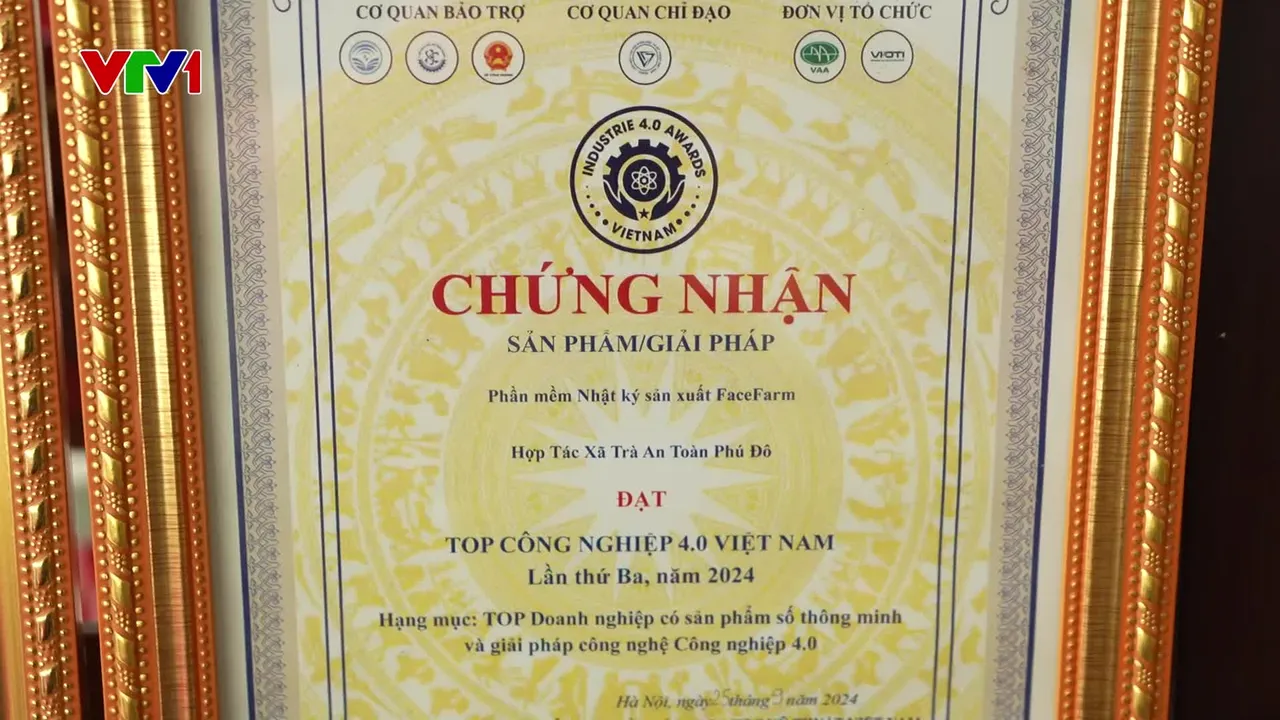 CƠ QUAN BẢO TRỢ CƠ QUAN CHỈ ĐẠO ĐƠN VỊ TỔ CHỨC
VTV1
VAA
VIOTI
INDUSTRIE 4.0 AWARDS
VIETNAM
CHỨNG NHẬN
SẢN PHẨM/GIẢI PHÁP
Phần mềm Nhật ký sản xuất FaceFarm
Hợp Tác Xã Trà An Toàn Phú Đô
ĐẠT
TOP CÔNG NGHIỆP 4.0 VIỆT NAM
Lần thứ Ba, năm 2024
Hạng mục: TOP Doanh nghiệp có sản phẩm số thông minh
và giải pháp công nghệ Công nghiệp 4.0
Hà Nội, ngày 25 tháng 9 năm 2024